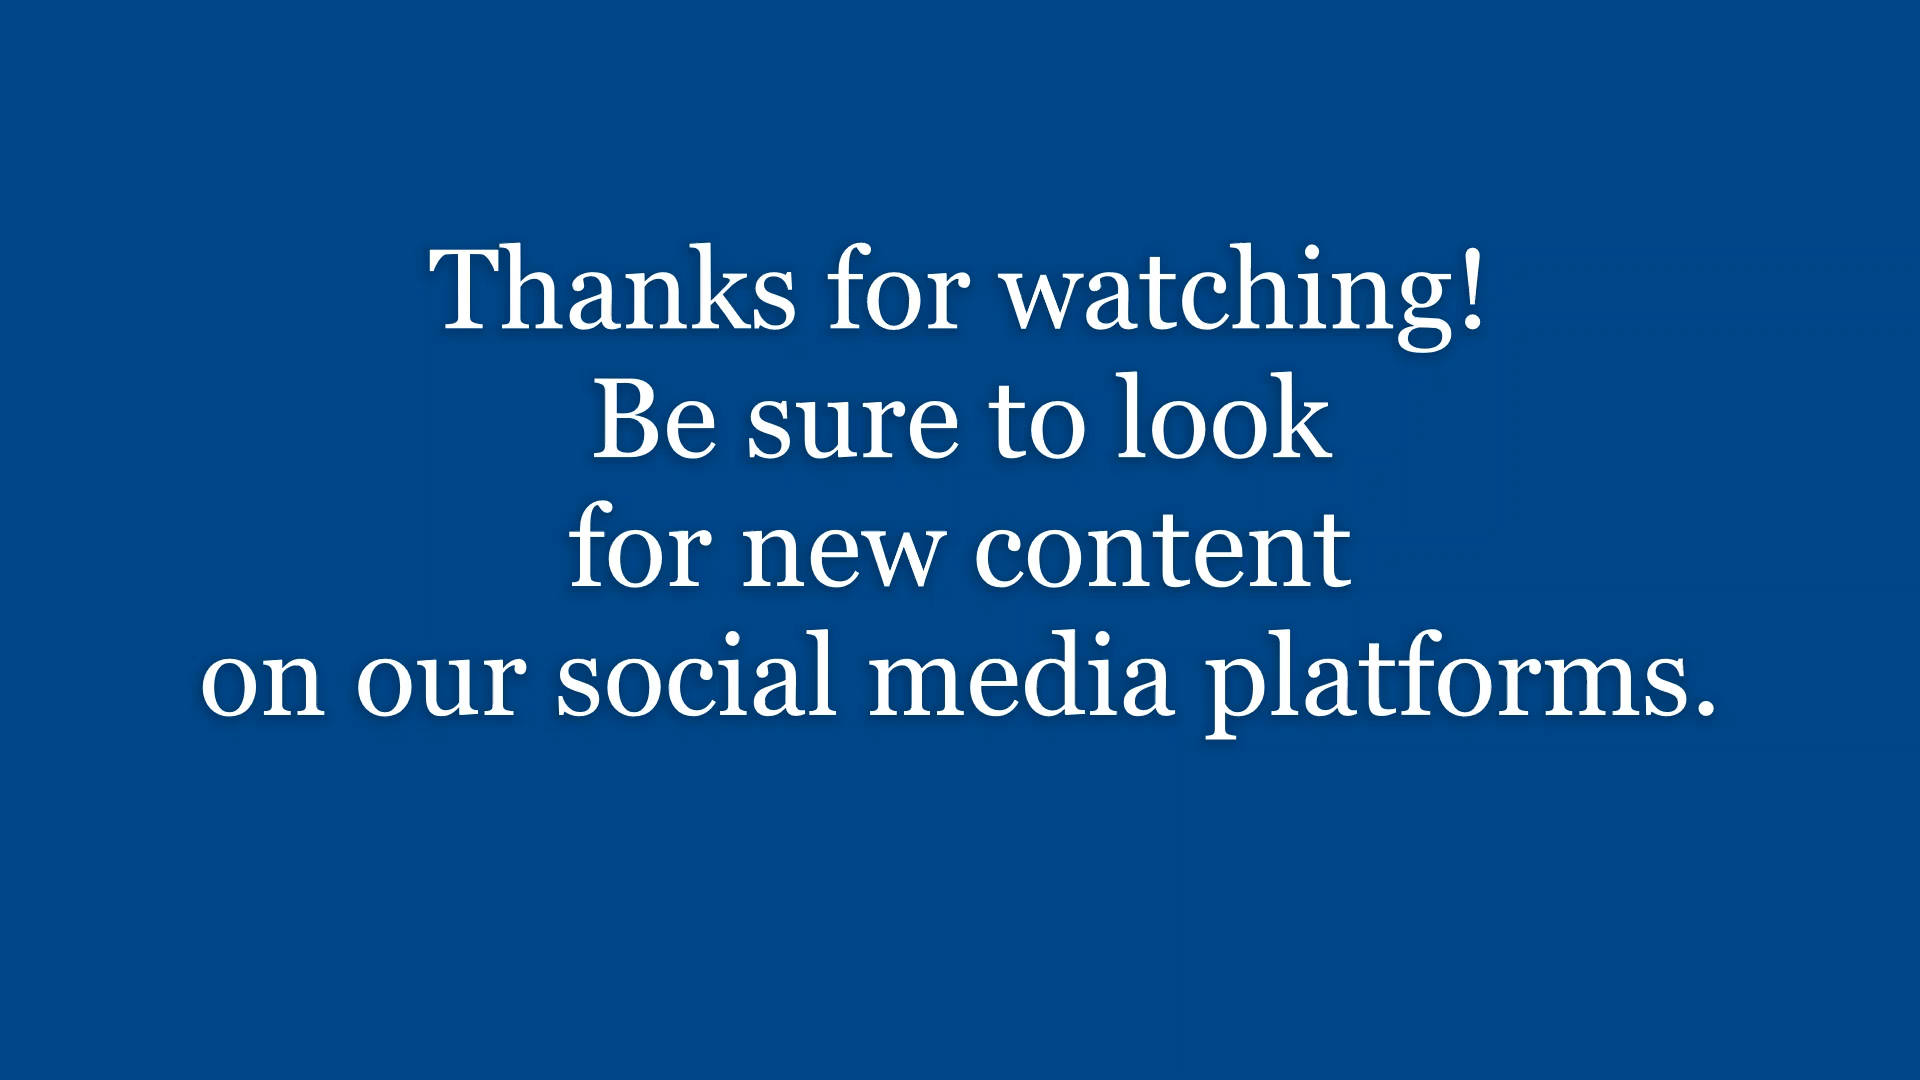 Thanks for watching!
Be sure to look
for new content
on our social media platforms.